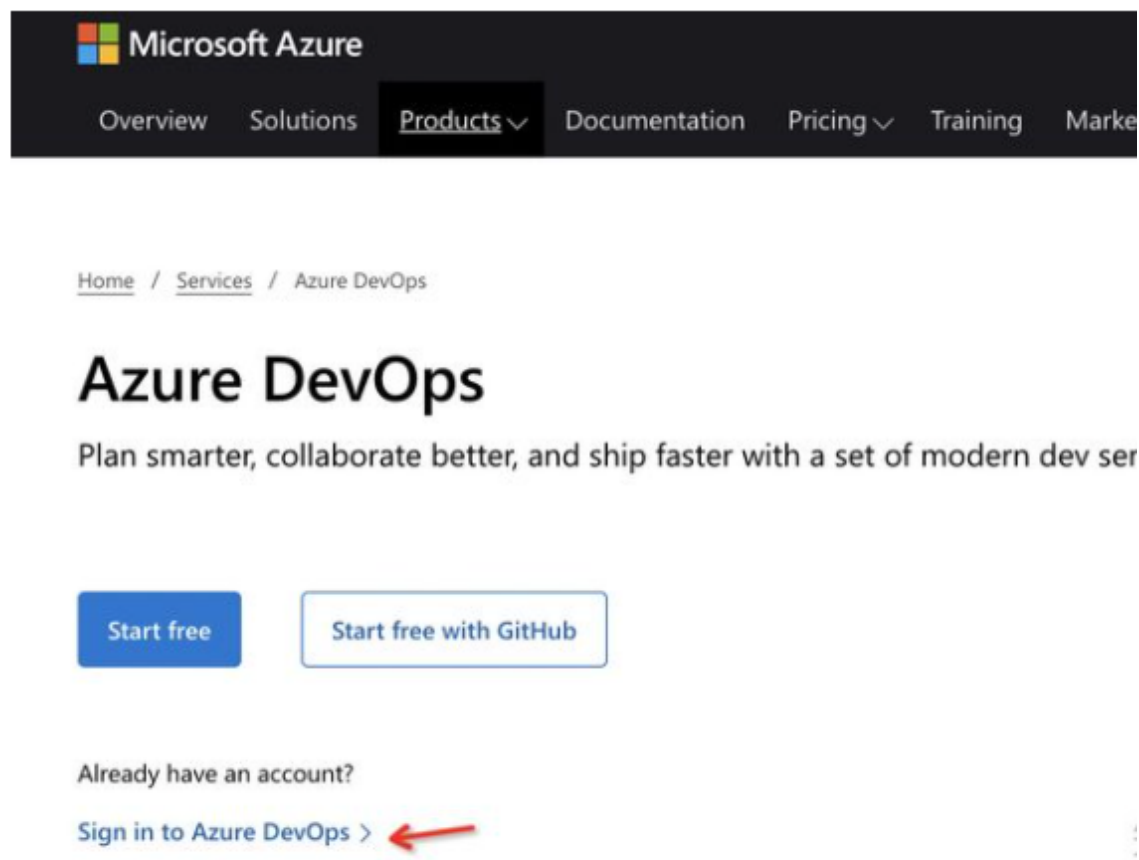 Microsoft Azure
Overview Solutions Products Documentation Pricing Training Marke
Home / Services / Azure DevOps
Azure DevOps
Plan smarter, collaborate better, and ship faster with a set of modern dev ser
Start free Start free with GitHub
Already have an account?
Sign in to Azure DevOps >